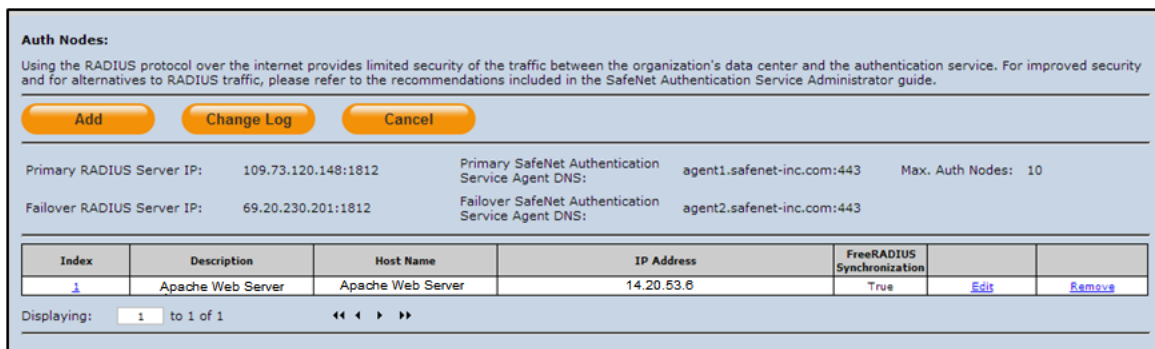 Auth Nodes:
Using the RADIUS protocol over the internet provides limited security of the traffic between the organization's data center and the authentication service. For improved security
and for alternatives to RADIUS traffic, please refer to the recommendations included in the SafeNet Authentication Service Administrator guide.
Add Change Log Cancel
Primary RADIUS Server IP: 109.73.120.148:1812 Primary SafeNet Authentication Service Agent DNS: agent1.safenet-inc.com:443 Max. Auth Nodes: 10
Failover RADIUS Server IP: 69.20.230.201:1812 Failover SafeNet Authentication Service Agent DNS: agent2.safenet-inc.com:443
Index Description Host Name IP Address FreeRADIUS Synchronization
1 Apache Web Server Apache Web Server 14.20.53.6 True Edit Remove
Displaying: 1 to 1 of 1